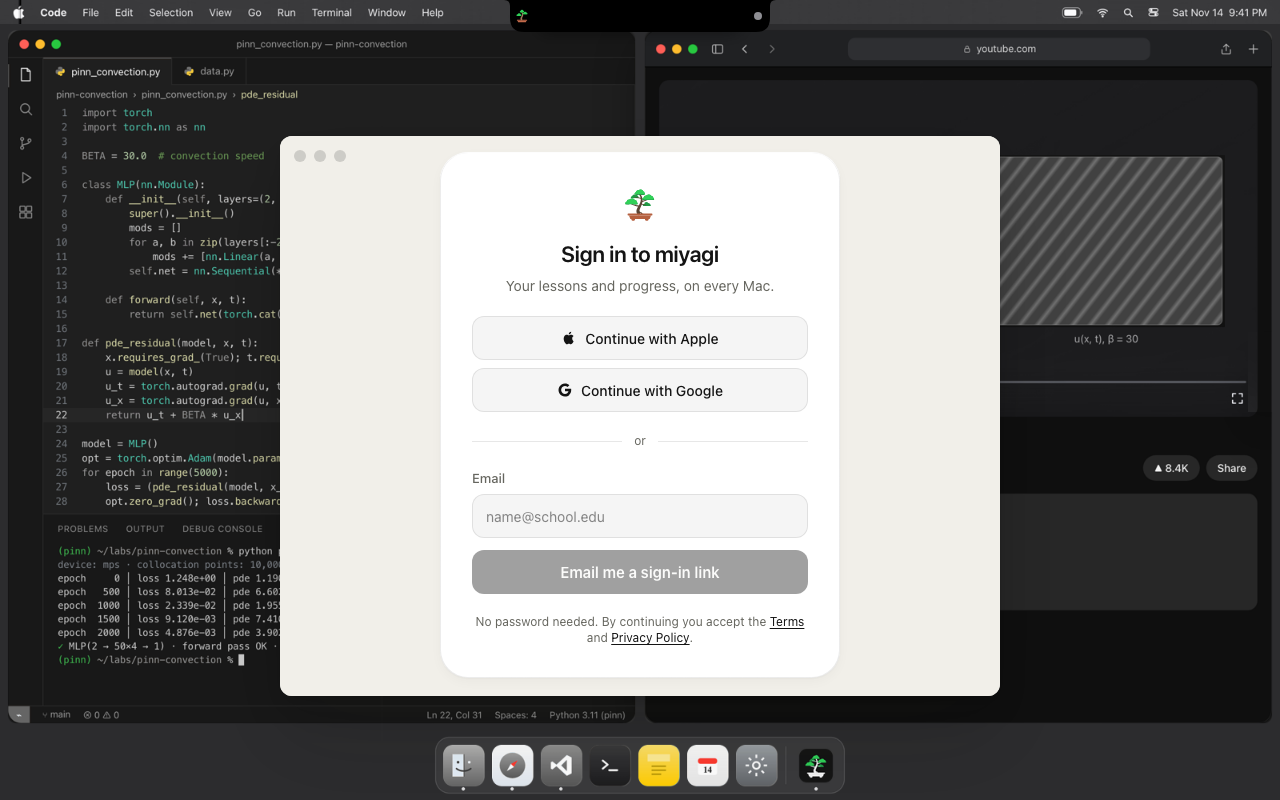 Code File Edit Selection View Go Run Terminal Window Help
Sat Nov 14 9:41 PM
pinn_convection.py — pinn-convection
pinn_convection.py
data.py
pinn-convection › pinn_convection.py › pde_residual
1 import torch
2 import torch.nn as nn
3
4 BETA = 30.0 # convection speed
5
6 class MLP(nn.Module):
7 def __init__(self, layers=(2,
8 super().__init__()
9 mods = []
10 for a, b in zip(layers[:-2
11 mods += [nn.Linear(a,
12 self.net = nn.Sequential(*
13
14 def forward(self, x, t):
15 return self.net(torch.cat(
16
17 def pde_residual(model, x, t):
18 x.requires_grad_(True); t.requ
19 u = model(x, t)
20 u_t = torch.autograd.grad(u, t
21 u_x = torch.autograd.grad(u, x
22 return u_t + BETA * u_x
23
24 model = MLP()
25 opt = torch.optim.Adam(model.param
26 for epoch in range(5000):
27 loss = (pde_residual(model, x_
28 opt.zero_grad(); loss.backward
PROBLEMS OUTPUT DEBUG CONSOLE
(pinn) ~/labs/pinn-convection % python p
device: mps · collocation points: 10,00
epoch 0 | loss 1.248e+00 | pde 1.190
epoch 500 | loss 8.013e-02 | pde 6.602
epoch 1000 | loss 2.339e-02 | pde 1.955
epoch 1500 | loss 9.120e-03 | pde 7.410
epoch 2000 | loss 4.876e-03 | pde 3.902
✓ MLP(2 → 50×4 → 1) · forward pass OK ·
(pinn) ~/labs/pinn-convection %
main 0 0 Ln 22, Col 31 Spaces: 4 Python 3.11 (pinn)
youtube.com
u(x, t), β = 30
8.4K Share
Sign in to miyagi
Your lessons and progress, on every Mac.
Continue with Apple
Continue with Google
or
Email
name@school.edu
Email me a sign-in link
No password needed. By continuing you accept the Terms
and Privacy Policy.
14